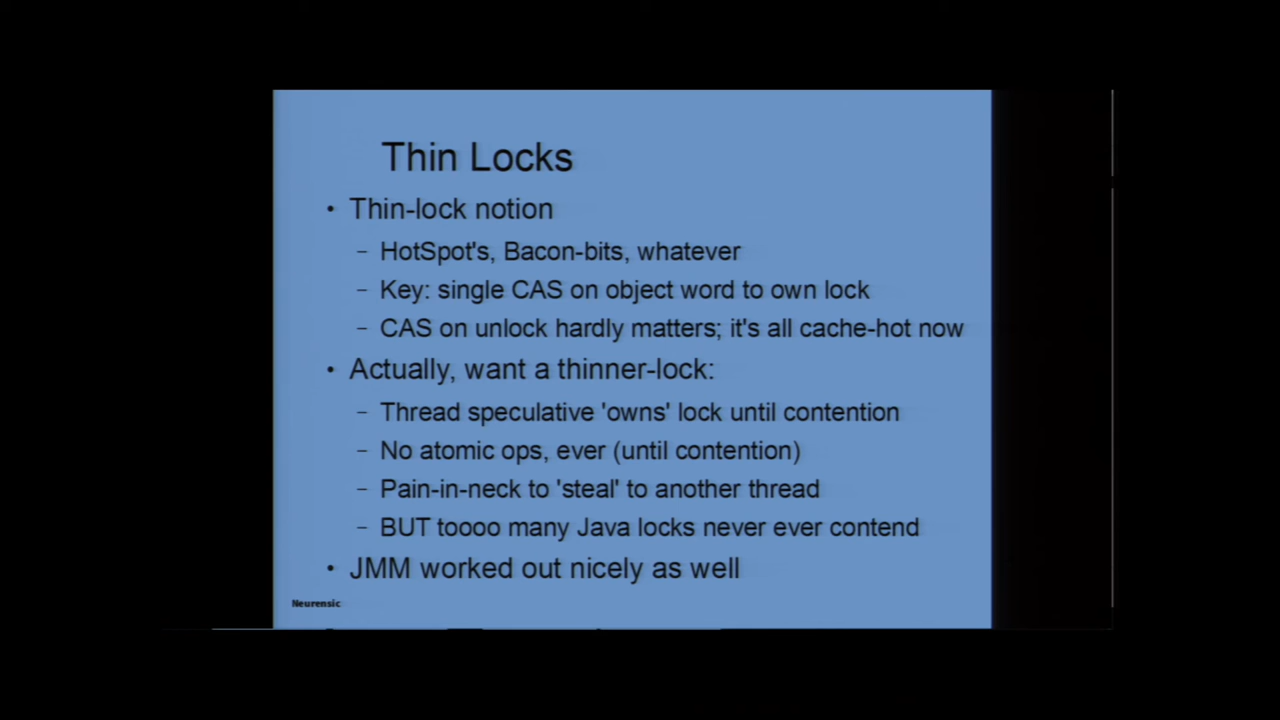 Thin Locks
• Thin-lock notion
– HotSpot's, Bacon-bits, whatever
– Key: single CAS on object word to own lock
– CAS on unlock hardly matters; it's all cache-hot now
• Actually, want a thinner-lock:
– Thread speculative 'owns' lock until contention
– No atomic ops, ever (until contention)
– Pain-in-neck to 'steal' to another thread
– BUT toooo many Java locks never ever contend
• JMM worked out nicely as well
Neurensic